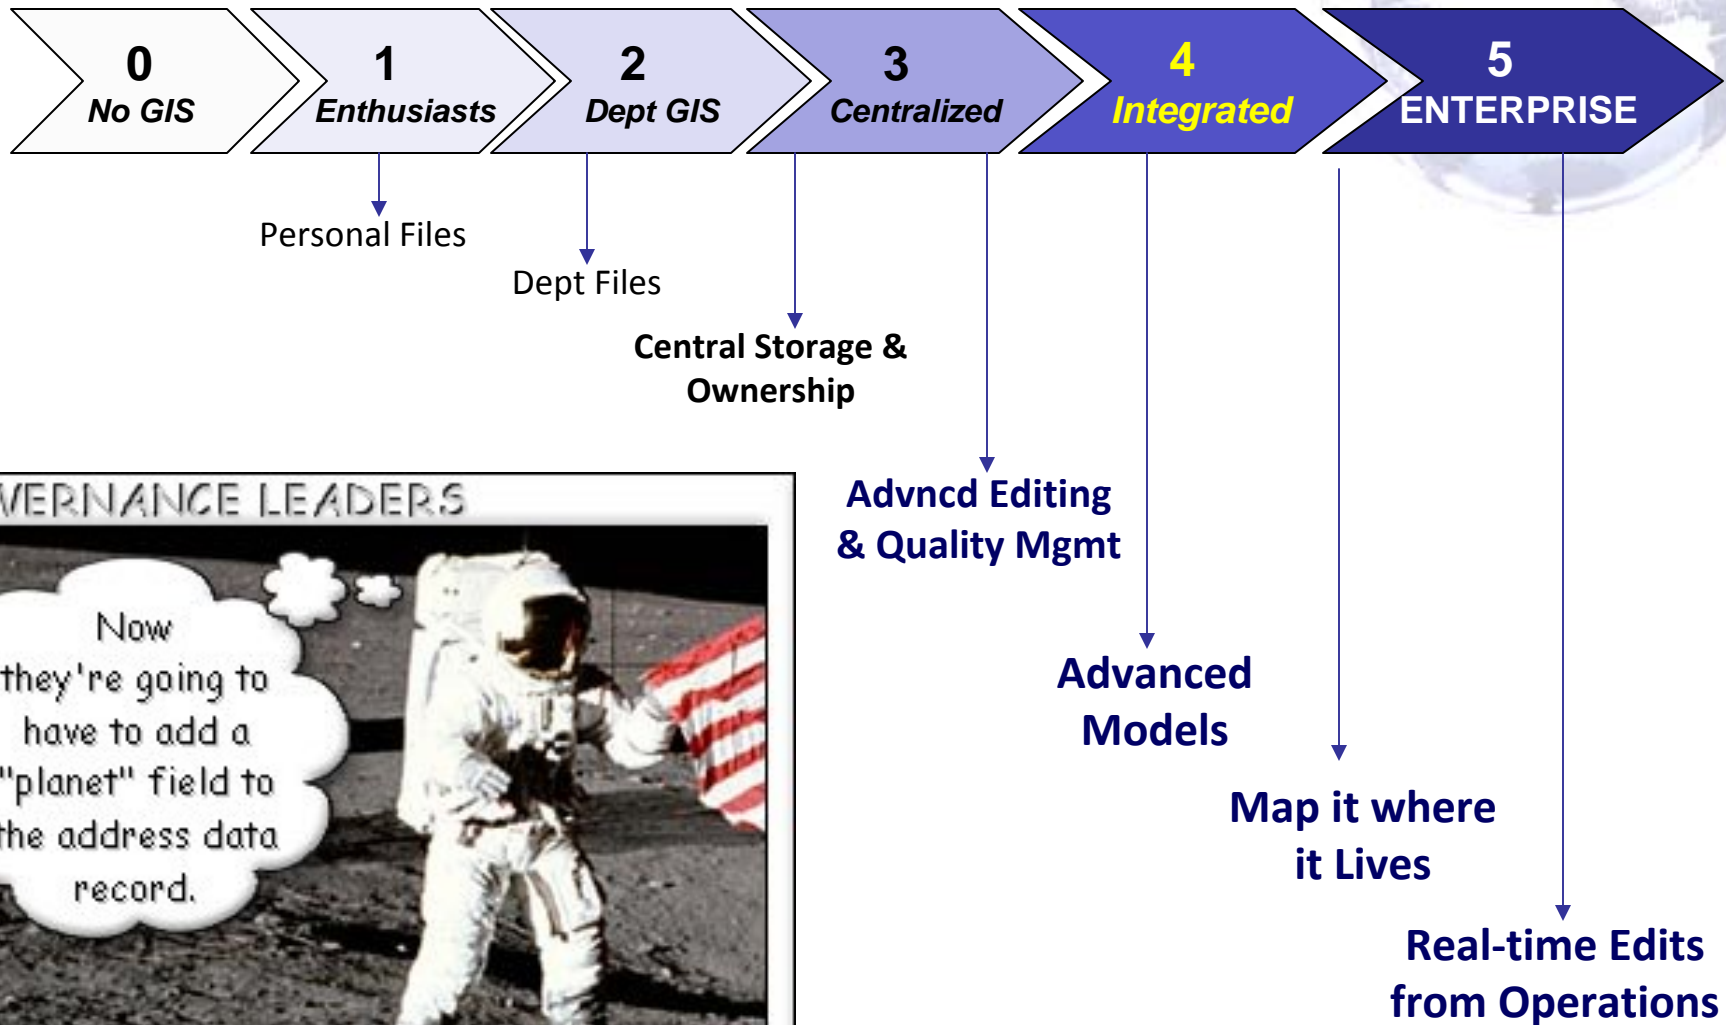 0
No GIS
1
Enthusiasts
2
Dept GIS
3
Centralized
4
Integrated
5
ENTERPRISE
Personal Files
Dept Files
Central Storage &
Ownership
Advncd Editing
& Quality Mgmt
Advanced
Models
Map it where
it Lives
Real-time Edits
from Operations
VERNANCE LEADERS
Now
they're going to
have to add a
"planet" field to
the address data
record.